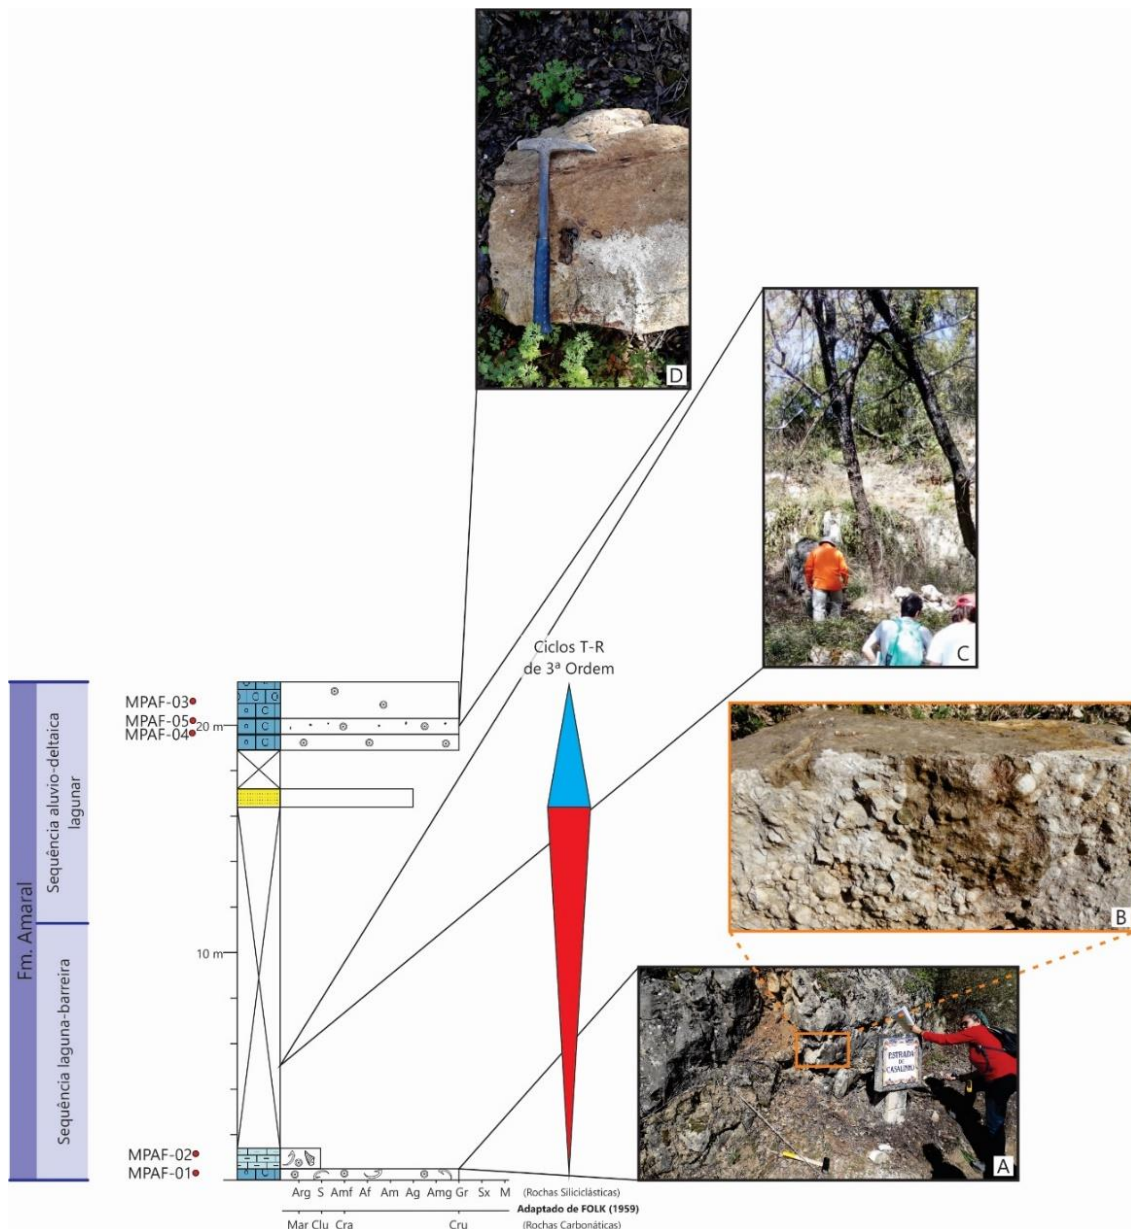 D
C
Ciclos T-R
de 3ª Ordem
Fm. Amaral
Sequência aluvio-deltaica
lagunar
Sequência laguna-barreira
MPAF-03
MPAF-05
20 m
MPAF-04
B
10 m
ESTRADA
DO
CASALINHO
A
MPAF-02
MPAF-01
Arg S Amf Af Am Ag Amg Gr Sx M (Rochas Siliciclásticas)
Adaptado de FOLK (1959)
Mar Clu Cra Cru (Rochas Carbonáticas)